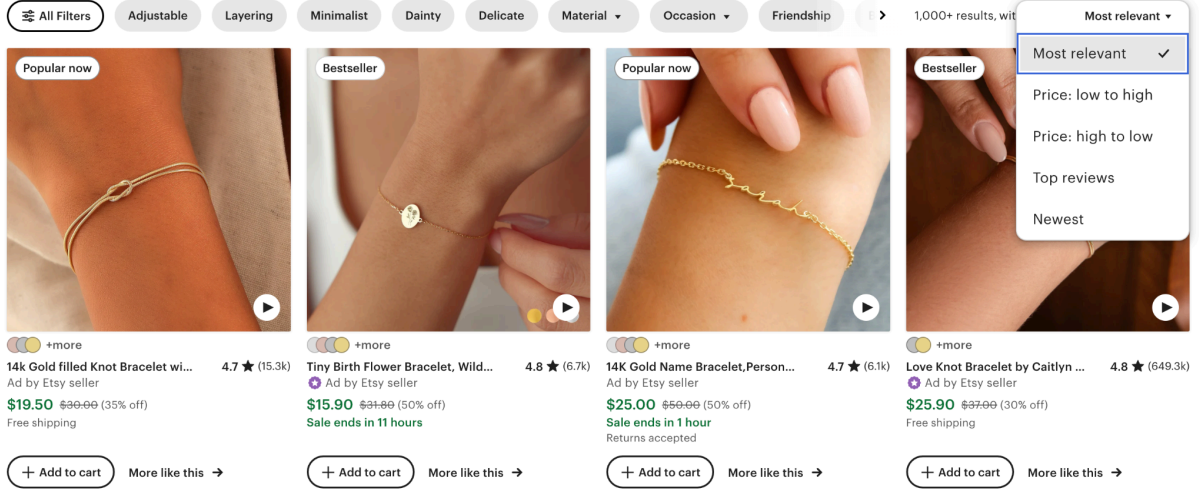 All Filters
Adjustable
Layering
Minimalist
Dainty
Delicate
Material
Occasion
Friendship
1,000+ results, wit
Most relevant
Most relevant
Price: low to high
Price: high to low
Top reviews
Newest
Popular now
Bestseller
Popular now
Bestseller
+more
14k Gold filled Knot Bracelet wi... 4.7 ★ (15.3k)
Ad by Etsy seller
$19.50 $30.00 (35% off)
Free shipping
+ Add to cart More like this →
+more
Tiny Birth Flower Bracelet, Wild... 4.8 ★ (6.7k)
Ad by Etsy seller
$15.90 $31.80 (50% off)
Sale ends in 11 hours
+ Add to cart More like this →
+more
14K Gold Name Bracelet,Person... 4.7 ★ (6.1k)
Ad by Etsy seller
$25.00 $50.00 (50% off)
Sale ends in 1 hour
Returns accepted
+ Add to cart More like this →
+more
Love Knot Bracelet by Caitlyn ... 4.8 ★ (649.3k)
Ad by Etsy seller
$25.90 $37.00 (30% off)
Free shipping
+ Add to cart More like this →